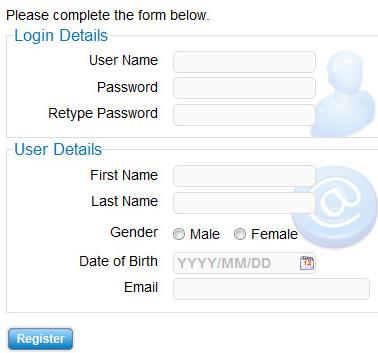 Please complete the form below.
Login Details
User Name
Password
Retype Password
User Details
First Name
Last Name
Gender Male Female
Date of Birth YYYY/MM/DD 12
Email
Register